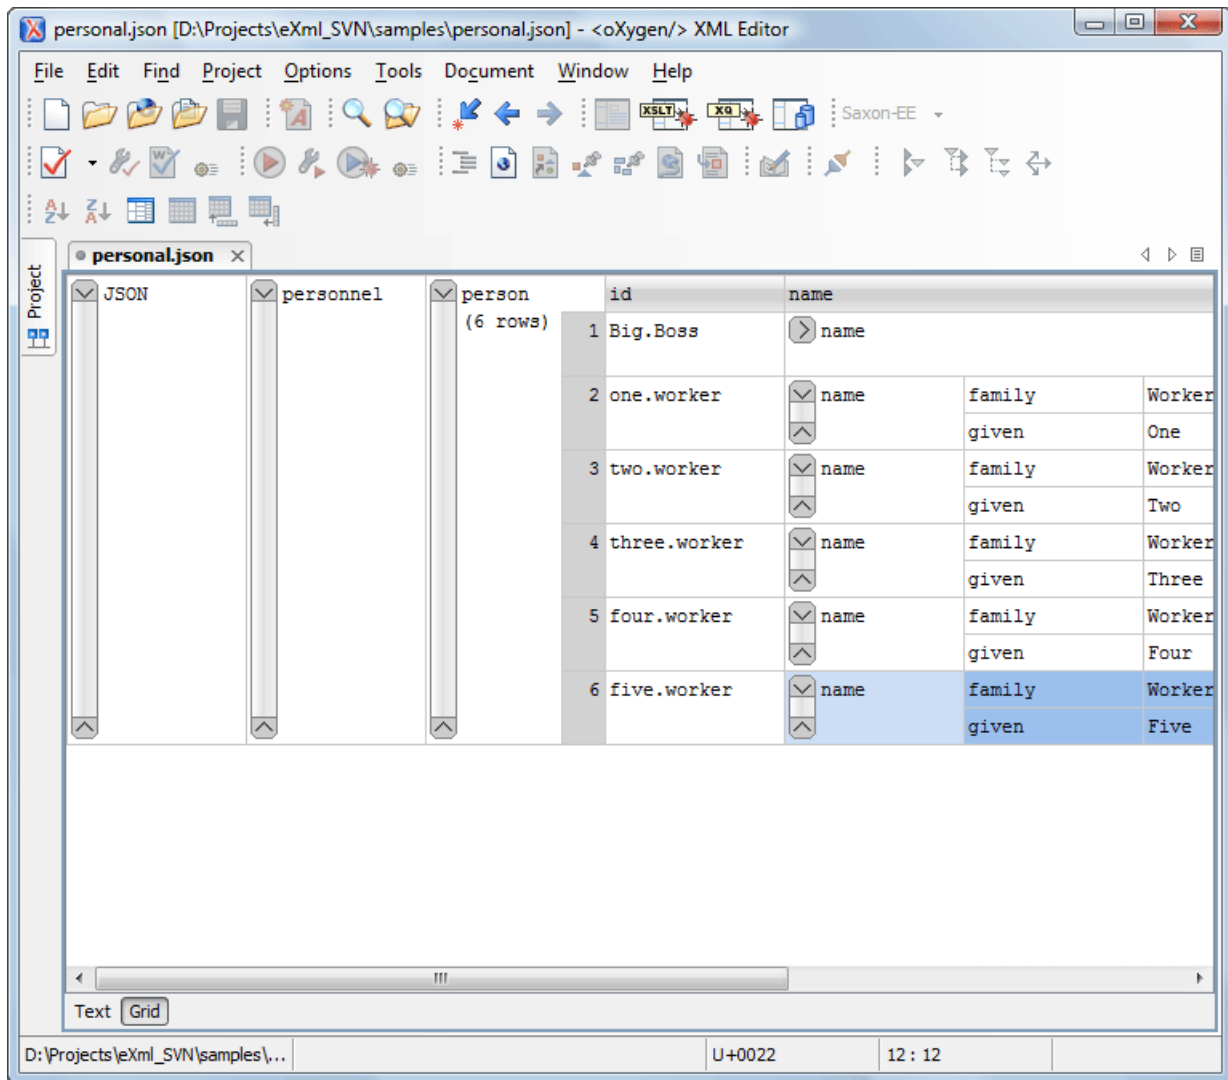 personal.json [D:\Projects\eXml_SVN\samples\personal.json] - <oXygen/> XML Editor
File Edit Find Project Options Tools Document Window Help
XSLT XQ Saxon-EE
A Z Z A
Project
personal.json
JSON personnel person id name
(6 rows)
1 Big.Boss name
2 one.worker name family Worker
given One
3 two.worker name family Worker
given Two
4 three.worker name family Worker
given Three
5 four.worker name family Worker
given Four
6 five.worker name family Worker
given Five
Text Grid
D:\Projects\eXml_SVN\samples\... U+0022 12 : 12